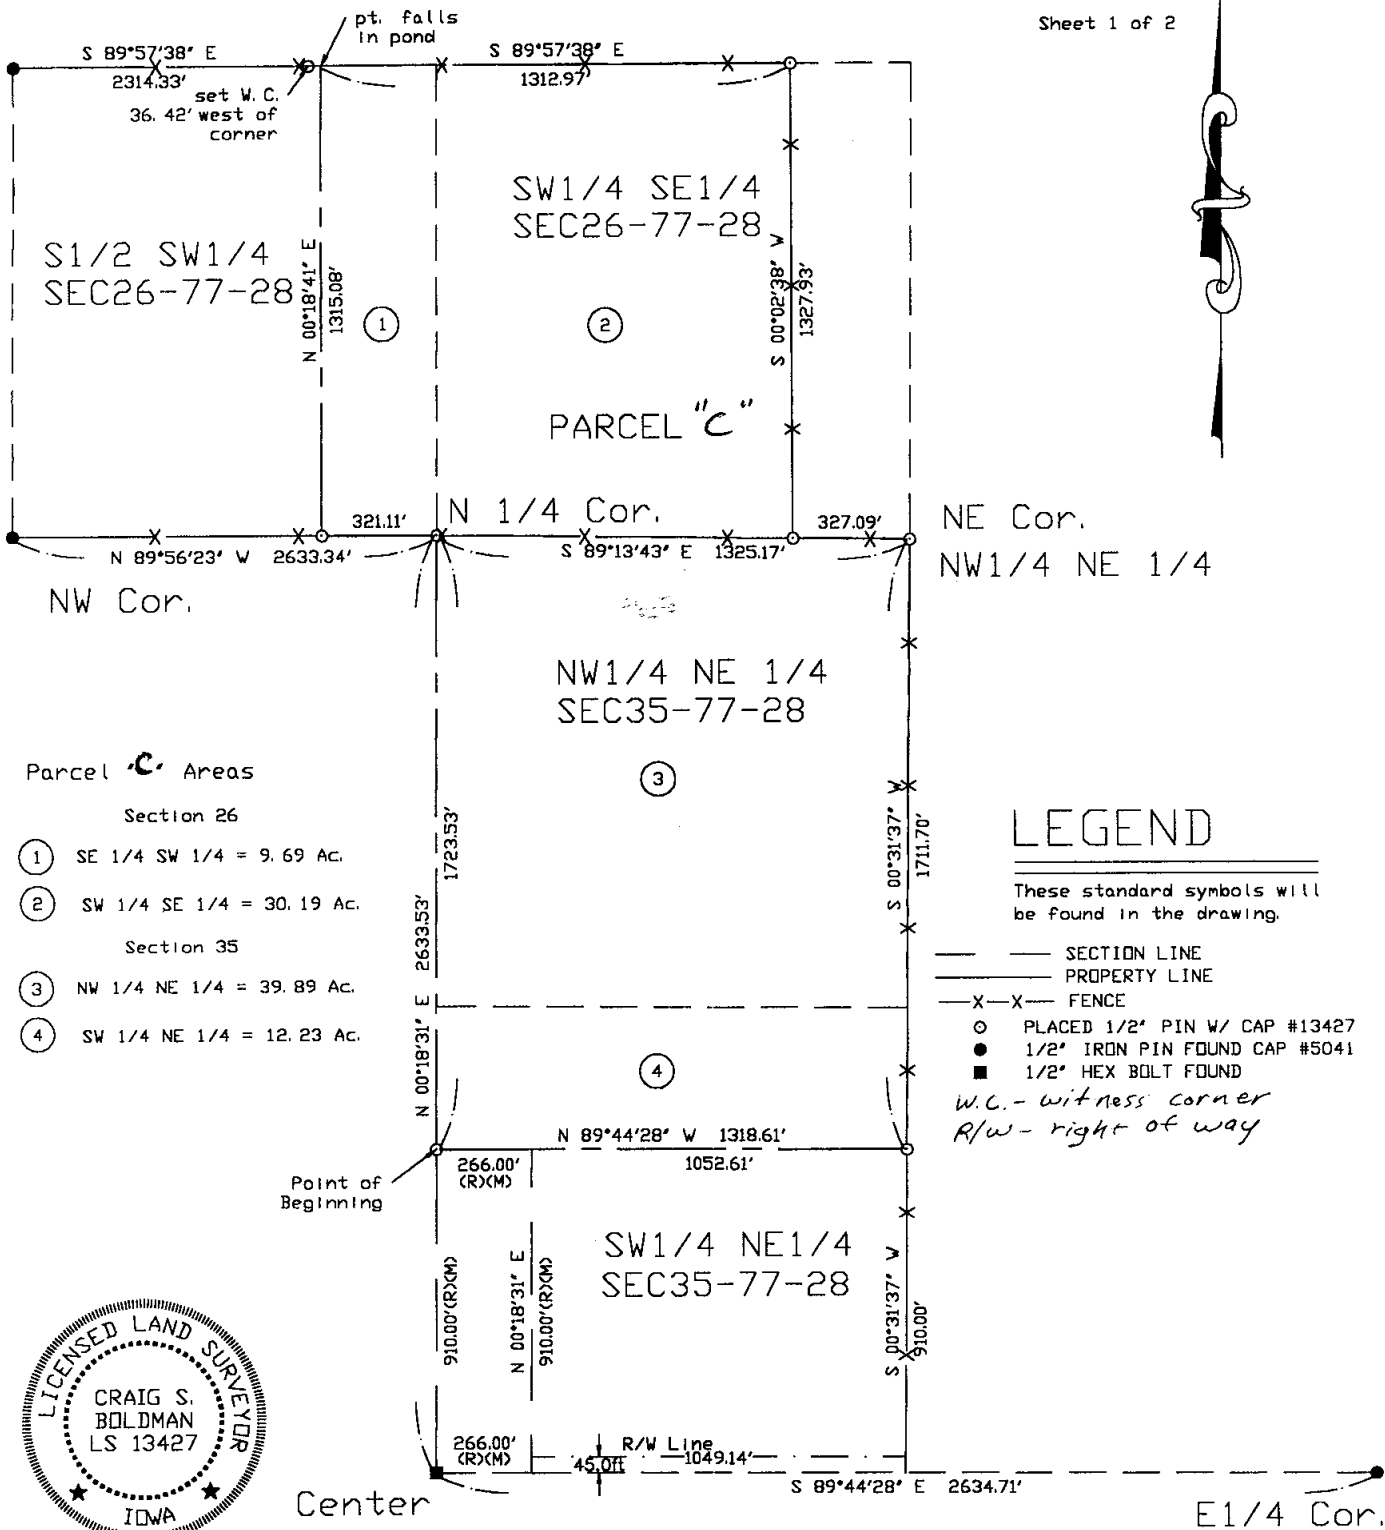 Sheet 1 of 2
pt. falls
in pond
S 89°57'38" E
2314.33'
S 89°57'38" E
1312.97'
set W. C.
36. 42' west of
corner
SW1/4 SE1/4
SEC26-77-28
S1/2 SW1/4
SEC26-77-28
N 00°18'41" E
1315.08'
1
2
S 00°02'38" W
1327.93'
PARCEL "C"
321.11'
N 1/4 Cor.
327.09'
NE Cor.
NW1/4 NE 1/4
N 89°56'23" W 2633.34'
S 89°13'43" E 1325.17'
NW Cor.
NW1/4 NE 1/4
SEC35-77-28
3
Parcel "C" Areas
Section 26
1 SE 1/4 SW 1/4 = 9. 69 Ac.
2 SW 1/4 SE 1/4 = 30. 19 Ac.
Section 35
3 NW 1/4 NE 1/4 = 39. 89 Ac.
4 SW 1/4 NE 1/4 = 12. 23 Ac.
1723.53'
N 00°18'31" E 2633.53'
S 00°31'37" W
1711.70'
LEGEND
These standard symbols will
be found in the drawing.
SECTION LINE
PROPERTY LINE
X X FENCE
PLACED 1/2" PIN W/ CAP #13427
1/2" IRON PIN FOUND CAP #5041
1/2" HEX BOLT FOUND
W.C. - witness corner
R/W - right of way
4
N 89°44'28" W 1318.61'
266.00'
(R)(M)
1052.61'
Point of
Beginning
SW1/4 NE1/4
SEC35-77-28
910.00'(R)(M)
N 00°18'31" E
910.00'(R)(M)
S 00°31'37" W
910.00'
LICENSED LAND SURVEYOR
CRAIG S.
BOLDMAN
LS 13427
IOWA
266.00'
(R)(M)
R/W Line
45.0ft
1049.14'
S 89°44'28" E 2634.71'
Center
E1/4 Cor.